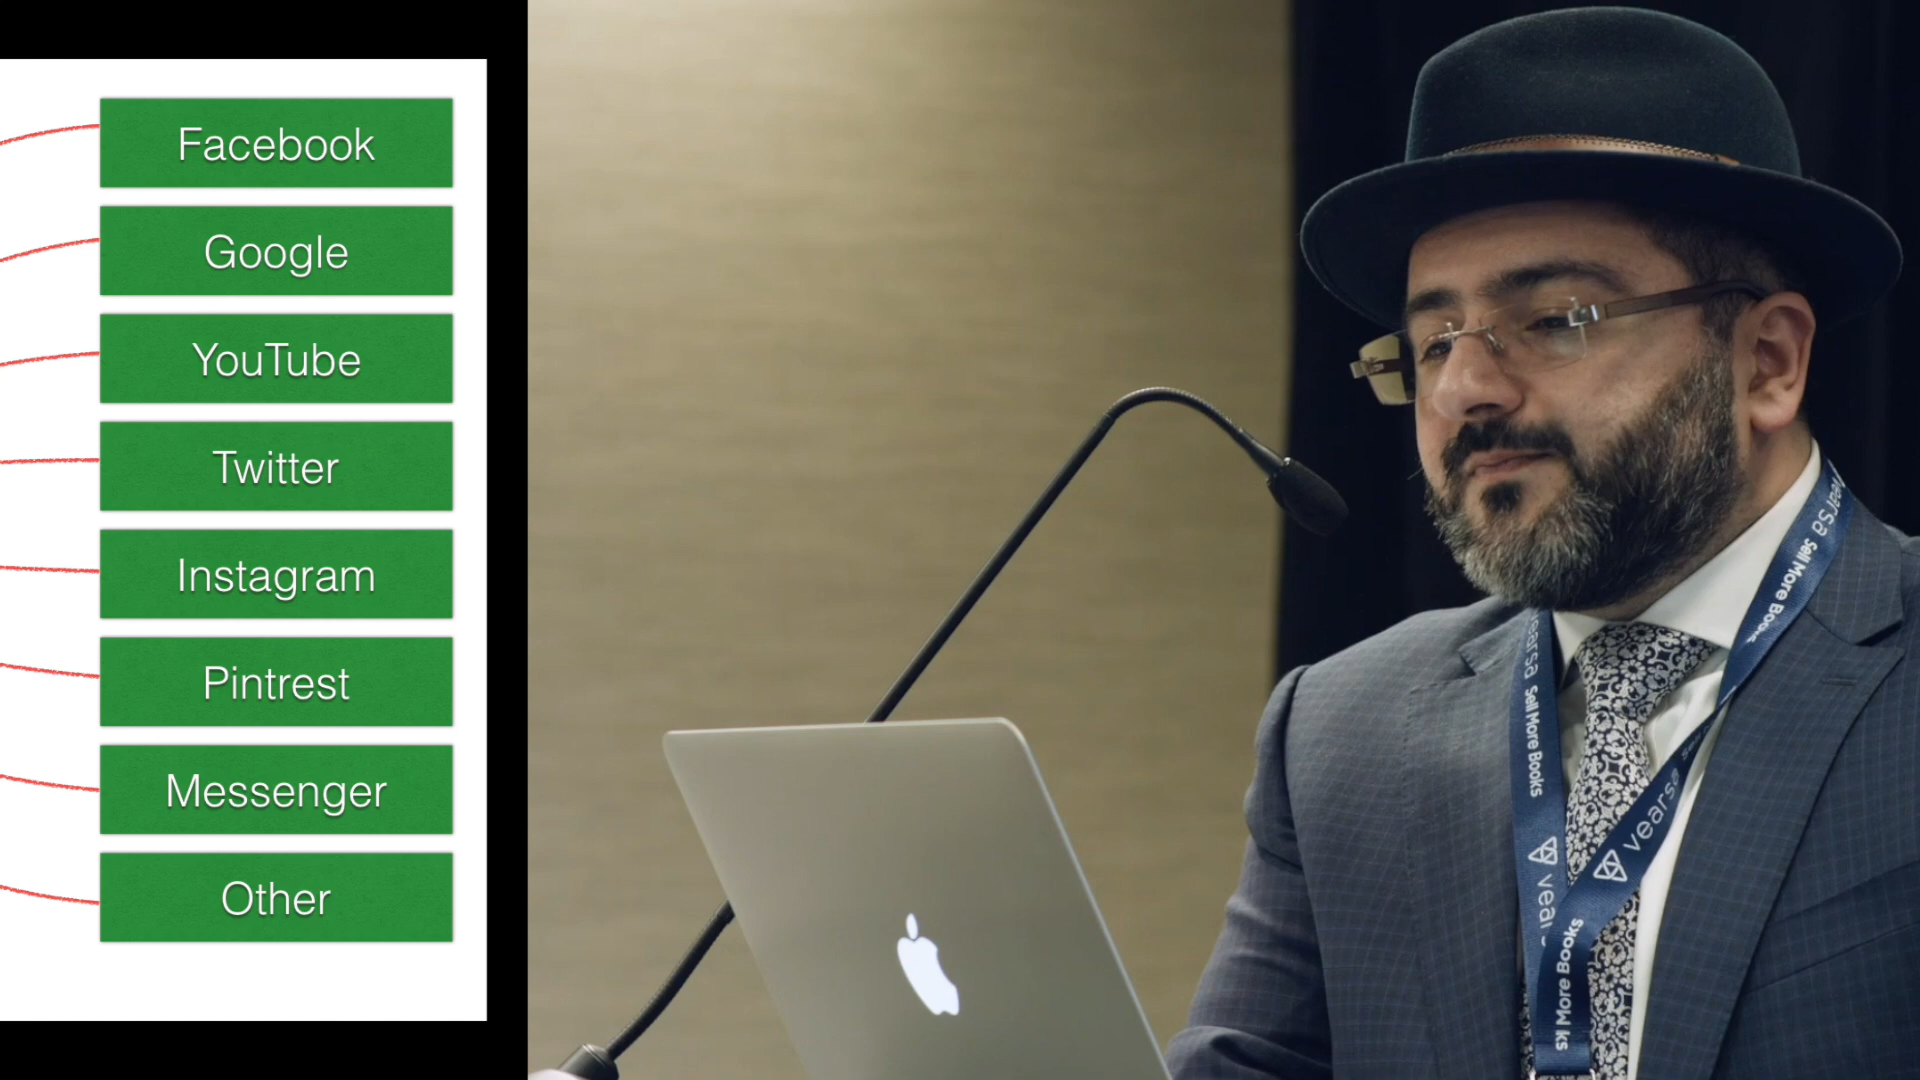 Facebook
Google
YouTube
Twitter
Instagram
Pintrest
Messenger
Other
vearsa Sell More Books
vearsa Sell More Books
vearsa
More Books